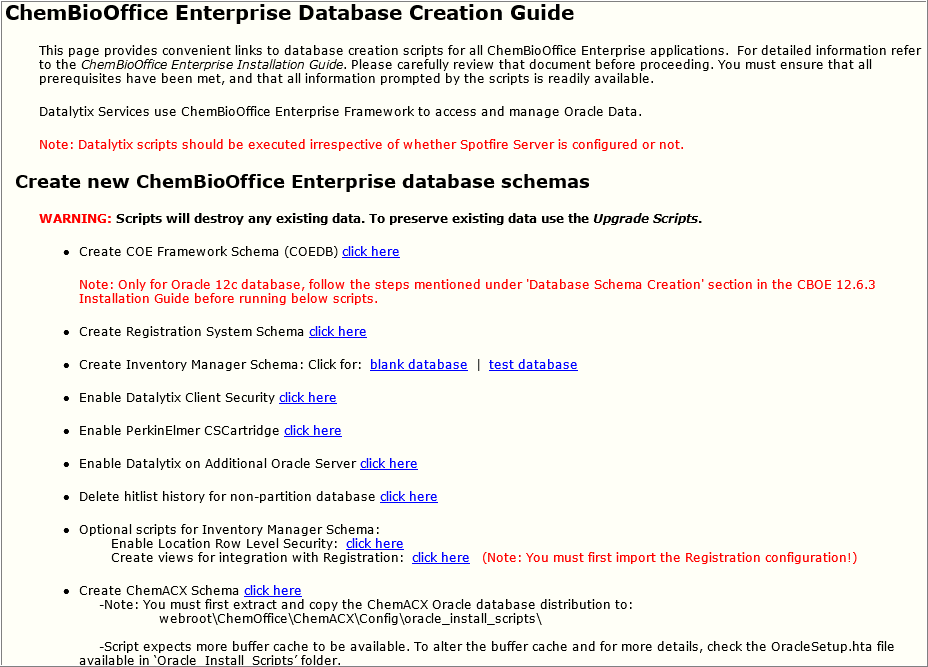 ChemBioOffice Enterprise Database Creation Guide
This page provides convenient links to database creation scripts for all ChemBioOffice Enterprise applications.  For detailed information refer
to the ChemBioOffice Enterprise Installation Guide. Please carefully review that document before proceeding. You must ensure that all
prerequisites have been met, and that all information prompted by the scripts is readily available.
Datalytix Services use ChemBioOffice Enterprise Framework to access and manage Oracle Data.
Note: Datalytix scripts should be executed irrespective of whether Spotfire Server is configured or not.
Create new ChemBioOffice Enterprise database schemas
WARNING: Scripts will destroy any existing data. To preserve existing data use the Upgrade Scripts.
• Create COE Framework Schema (COEDB) click here
Note: Only for Oracle 12c database, follow the steps mentioned under 'Database Schema Creation' section in the CBOE 12.6.3
Installation Guide before running below scripts.
• Create Registration System Schema click here
• Create Inventory Manager Schema: Click for:  blank database  |  test database
• Enable Datalytix Client Security click here
• Enable PerkinElmer CSCartridge click here
• Enable Datalytix on Additional Oracle Server click here
• Delete hitlist history for non-partition database click here
• Optional scripts for Inventory Manager Schema:
Enable Location Row Level Security:  click here
Create views for integration with Registration:  click here   (Note: You must first import the Registration configuration!)
• Create ChemACX Schema click here
-Note: You must first extract and copy the ChemACX Oracle database distribution to:
webroot\ChemOffice\ChemACX\Config\oracle_install_scripts\
-Script expects more buffer cache to be available. To alter the buffer cache and for more details, check the OracleSetup.hta file
available in `Oracle_Install_Scripts’ folder.